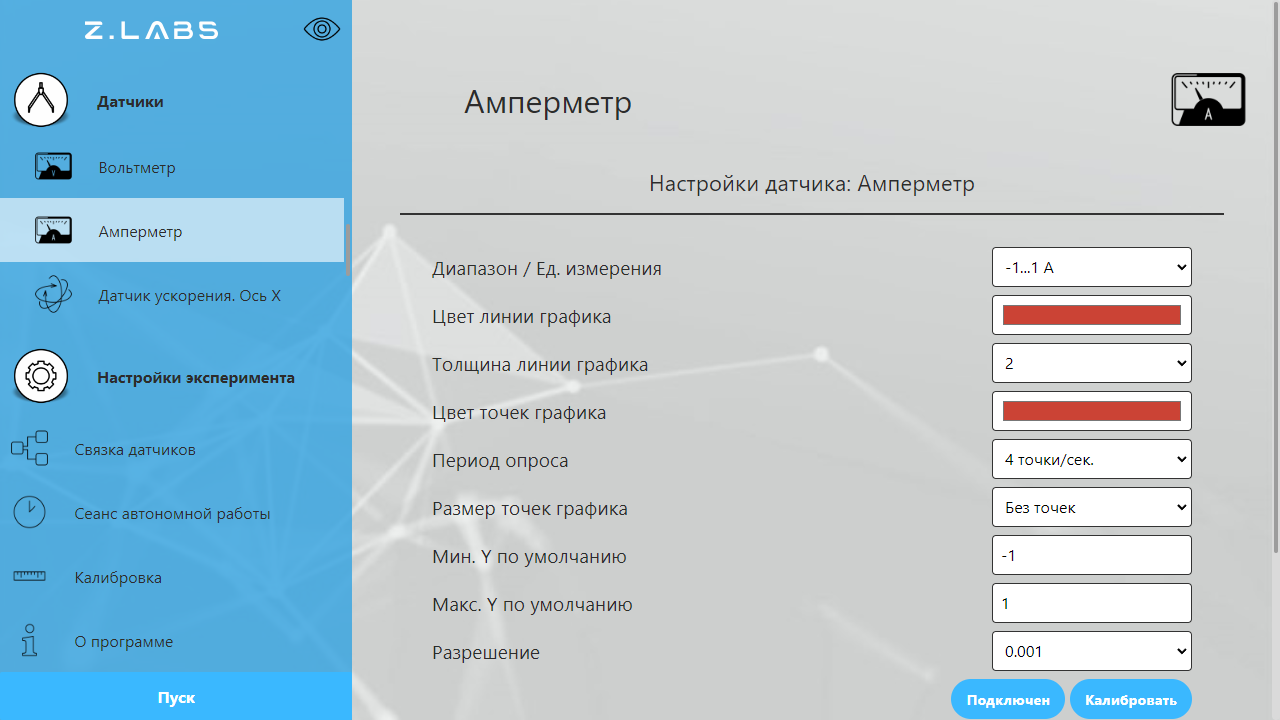 Z.LABS
Датчики
Вольтметр
Амперметр
Датчик ускорения. Ось X
Настройки эксперимента
Связка датчиков
Сеанс автономной работы
Калибровка
О программе
Пуск
Амперметр
A
Настройки датчика: Амперметр
Диапазон / Ед. измерения
-1...1 А
Цвет линии графика
Толщина линии графика
2
Цвет точек графика
Период опроса
4 точки/сек.
Размер точек графика
Без точек
Мин. Y по умолчанию
-1
Макс. Y по умолчанию
1
Разрешение
0.001
Подключен
Калибровать